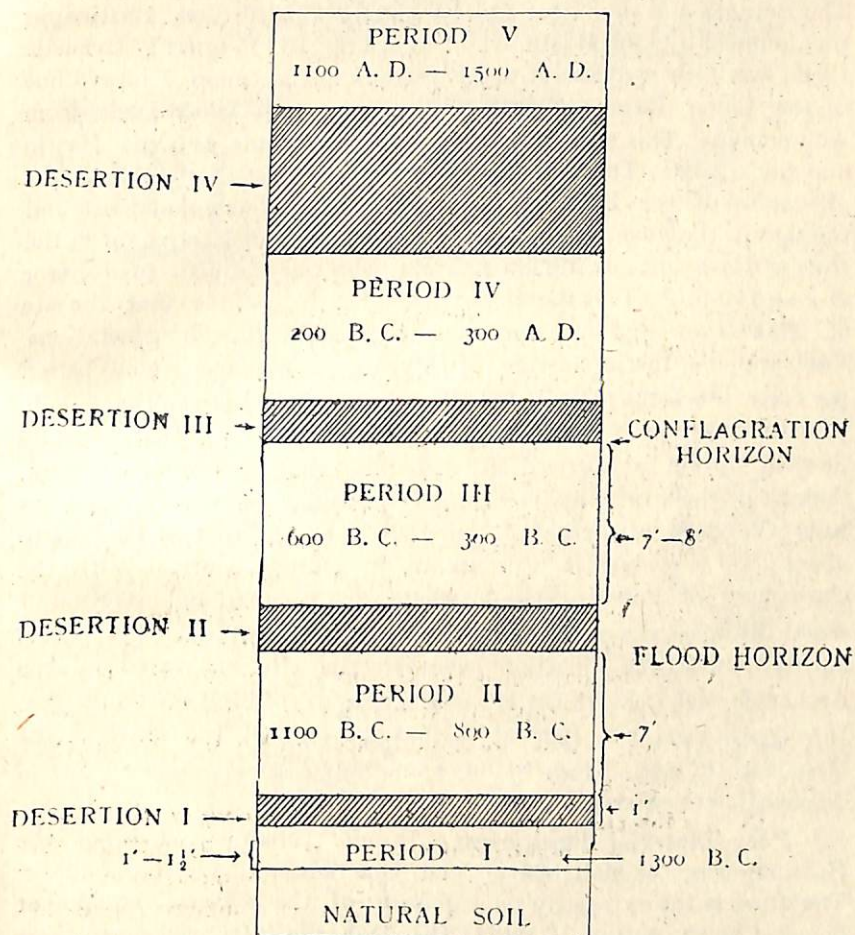 PERIOD V
1100 A. D. — 1500 A. D.
DESERTION IV →
PERIOD IV
200 B. C. — 300 A. D.
DESERTION III →
← CONFLAGRATION
HORIZON
PERIOD III
600 B. C. — 300 B. C.
← 7′—8′
DESERTION II →
FLOOD HORIZON
PERIOD II
1100 B. C. — 800 B. C.
← 7′
DESERTION I →
← 1′
1′—1½′ →
PERIOD I
← 1300 B. C.
NATURAL SOIL